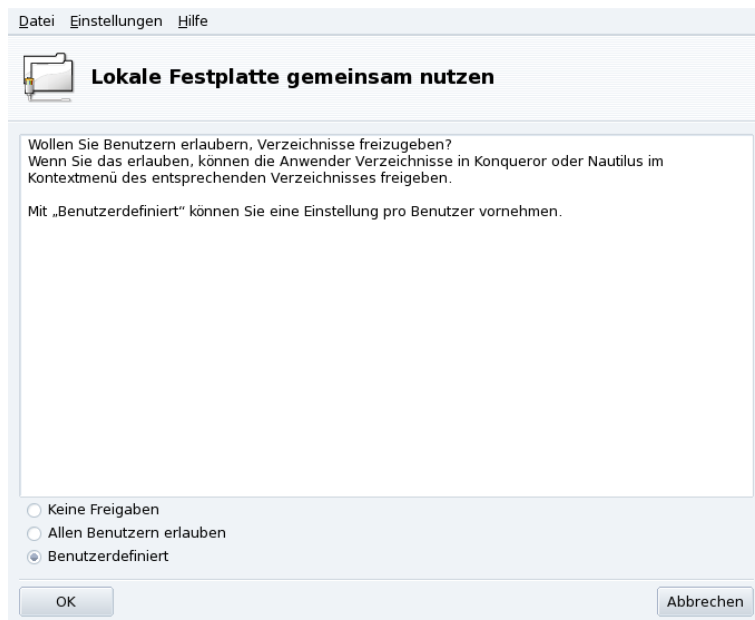 Datei Einstellungen Hilfe
Lokale Festplatte gemeinsam nutzen
Wollen Sie Benutzern erlaubern, Verzeichnisse freizugeben?
Wenn Sie das erlauben, können die Anwender Verzeichnisse in Konqueror oder Nautilus im
Kontextmenü des entsprechenden Verzeichnisses freigeben.
Mit „Benutzerdefiniert“ können Sie eine Einstellung pro Benutzer vornehmen.
Keine Freigaben
Allen Benutzern erlauben
Benutzerdefiniert
OK Abbrechen